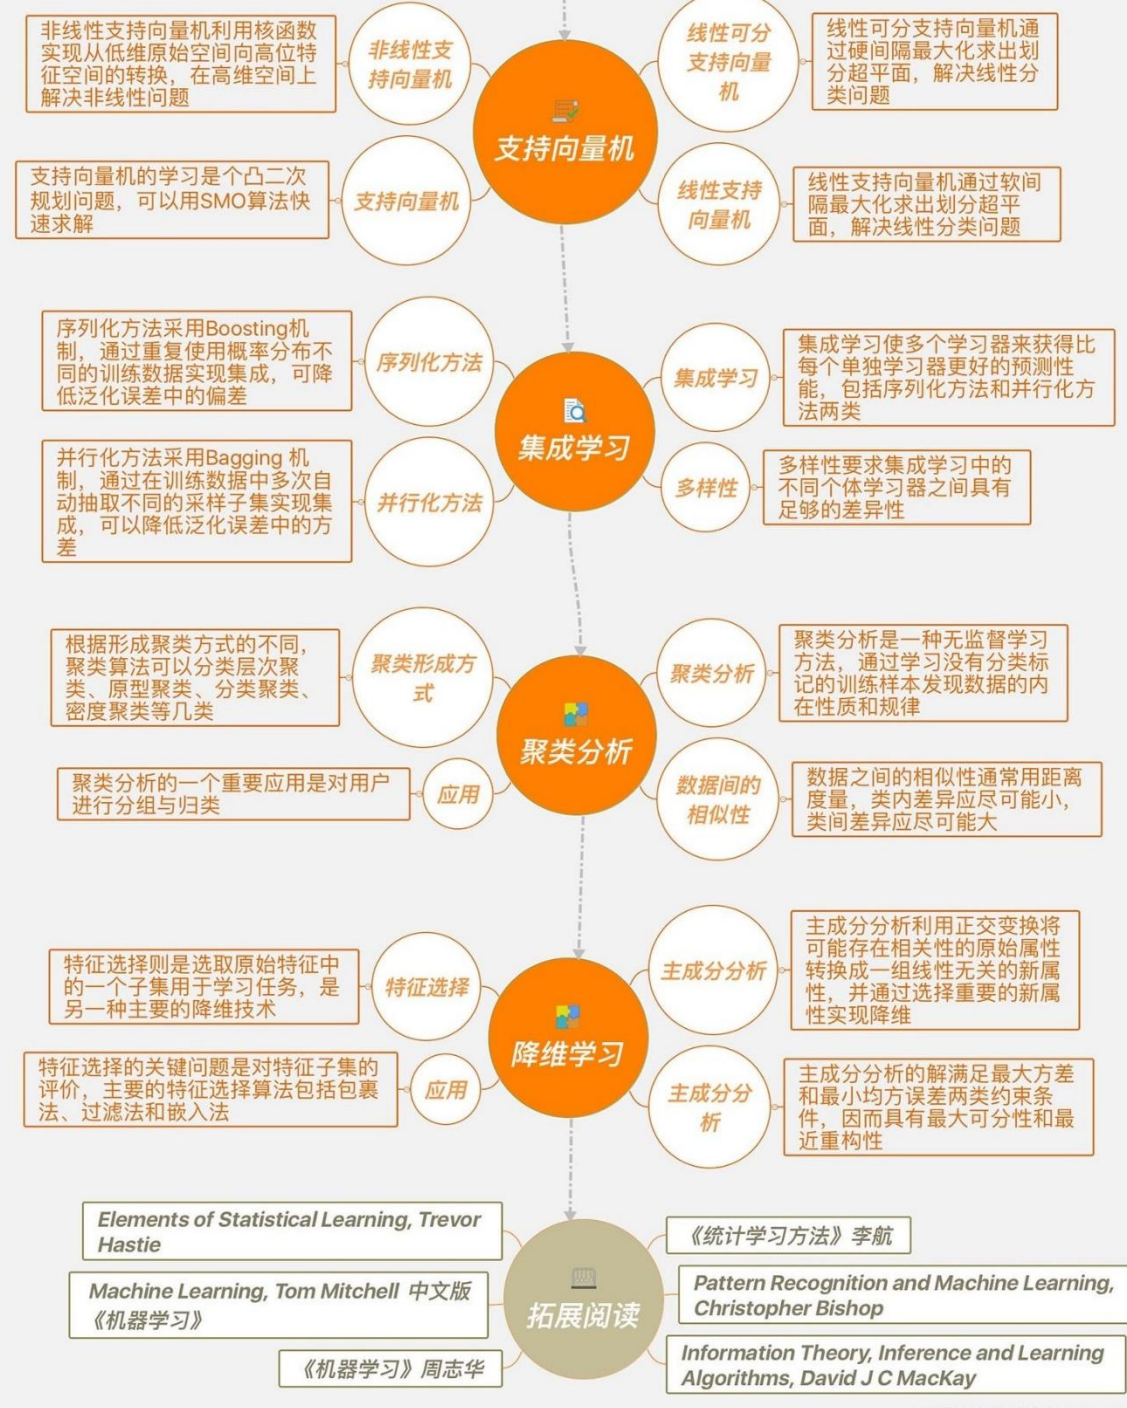 非线性支持向量机利用核函数
实现从低维原始空间向高位特
征空间的转换，在高维空间上
解决非线性问题
非线性支
持向量机
支持向量机的学习是个凸二次
规划问题，可以用SMO算法快
速求解
支持向量机
支持向量机
线性可分
支持向量
机
线性可分支持向量机通
过硬间隔最大化求出划
分超平面，解决线性分
类问题
线性支持
向量机
线性支持向量机通过软间
隔最大化求出划分超平
面，解决线性分类问题
序列化方法采用Boosting机
制，通过重复使用概率分布不
同的训练数据实现集成，可降
低泛化误差中的偏差
序列化方法
并行化方法采用Bagging 机
制，通过在训练数据中多次自
动抽取不同的采样子集实现集
成，可以降低泛化误差中的方
差
并行化方法
集成学习
集成学习
集成学习使多个学习器来获得比
每个单独学习器更好的预测性
能，包括序列化方法和并行化方
法两类
多样性
多样性要求集成学习中的
不同个体学习器之间具有
足够的差异性
根据形成聚类方式的不同，
聚类算法可以分类层次聚
类、原型聚类、分类聚类、
密度聚类等几类
聚类形成方
式
聚类分析的一个重要应用是对用户
进行分组与归类
应用
聚类分析
聚类分析
聚类分析是一种无监督学习
方法，通过学习没有分类标
记的训练样本发现数据的内
在性质和规律
数据间的
相似性
数据之间的相似性通常用距离
度量，类内差异应尽可能小，
类间差异应尽可能大
特征选择则是选取原始特征中
的一个子集用于学习任务，是
另一种主要的降维技术
特征选择
特征选择的关键问题是对特征子集的
评价，主要的特征选择算法包括包裹
法、过滤法和嵌入法
应用
降维学习
主成分分析
主成分分析利用正交变换将
可能存在相关性的原始属性
转换成一组线性无关的新属
性，并通过选择重要的新属
性实现降维
主成分分
析
主成分分析的解满足最大方差
和最小均方误差两类约束条
件，因而具有最大可分性和最
近重构性
Elements of Statistical Learning, Trevor
Hastie
Machine Learning, Tom Mitchell 中文版
《机器学习》
《机器学习》周志华
拓展阅读
《统计学习方法》李航
Pattern Recognition and Machine Learning,
Christopher Bishop
Information Theory, Inference and Learning
Algorithms, David J C MacKay